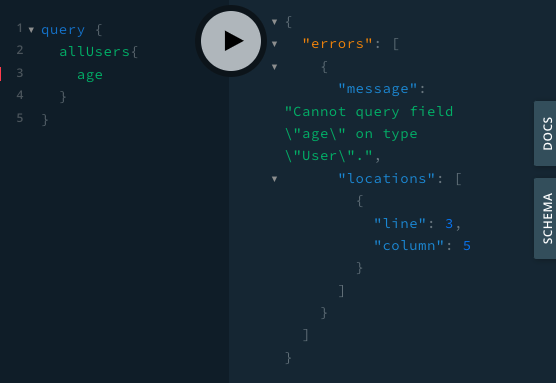 1 query {
2 allUsers{
3 age
4 }
5 }
{
"errors": [
{
"message":
"Cannot query field
\"age\" on type
\"User\".",
"locations": [
{
"line": 3,
"column": 5
}
]
}
]
}
DOCS
SCHEMA